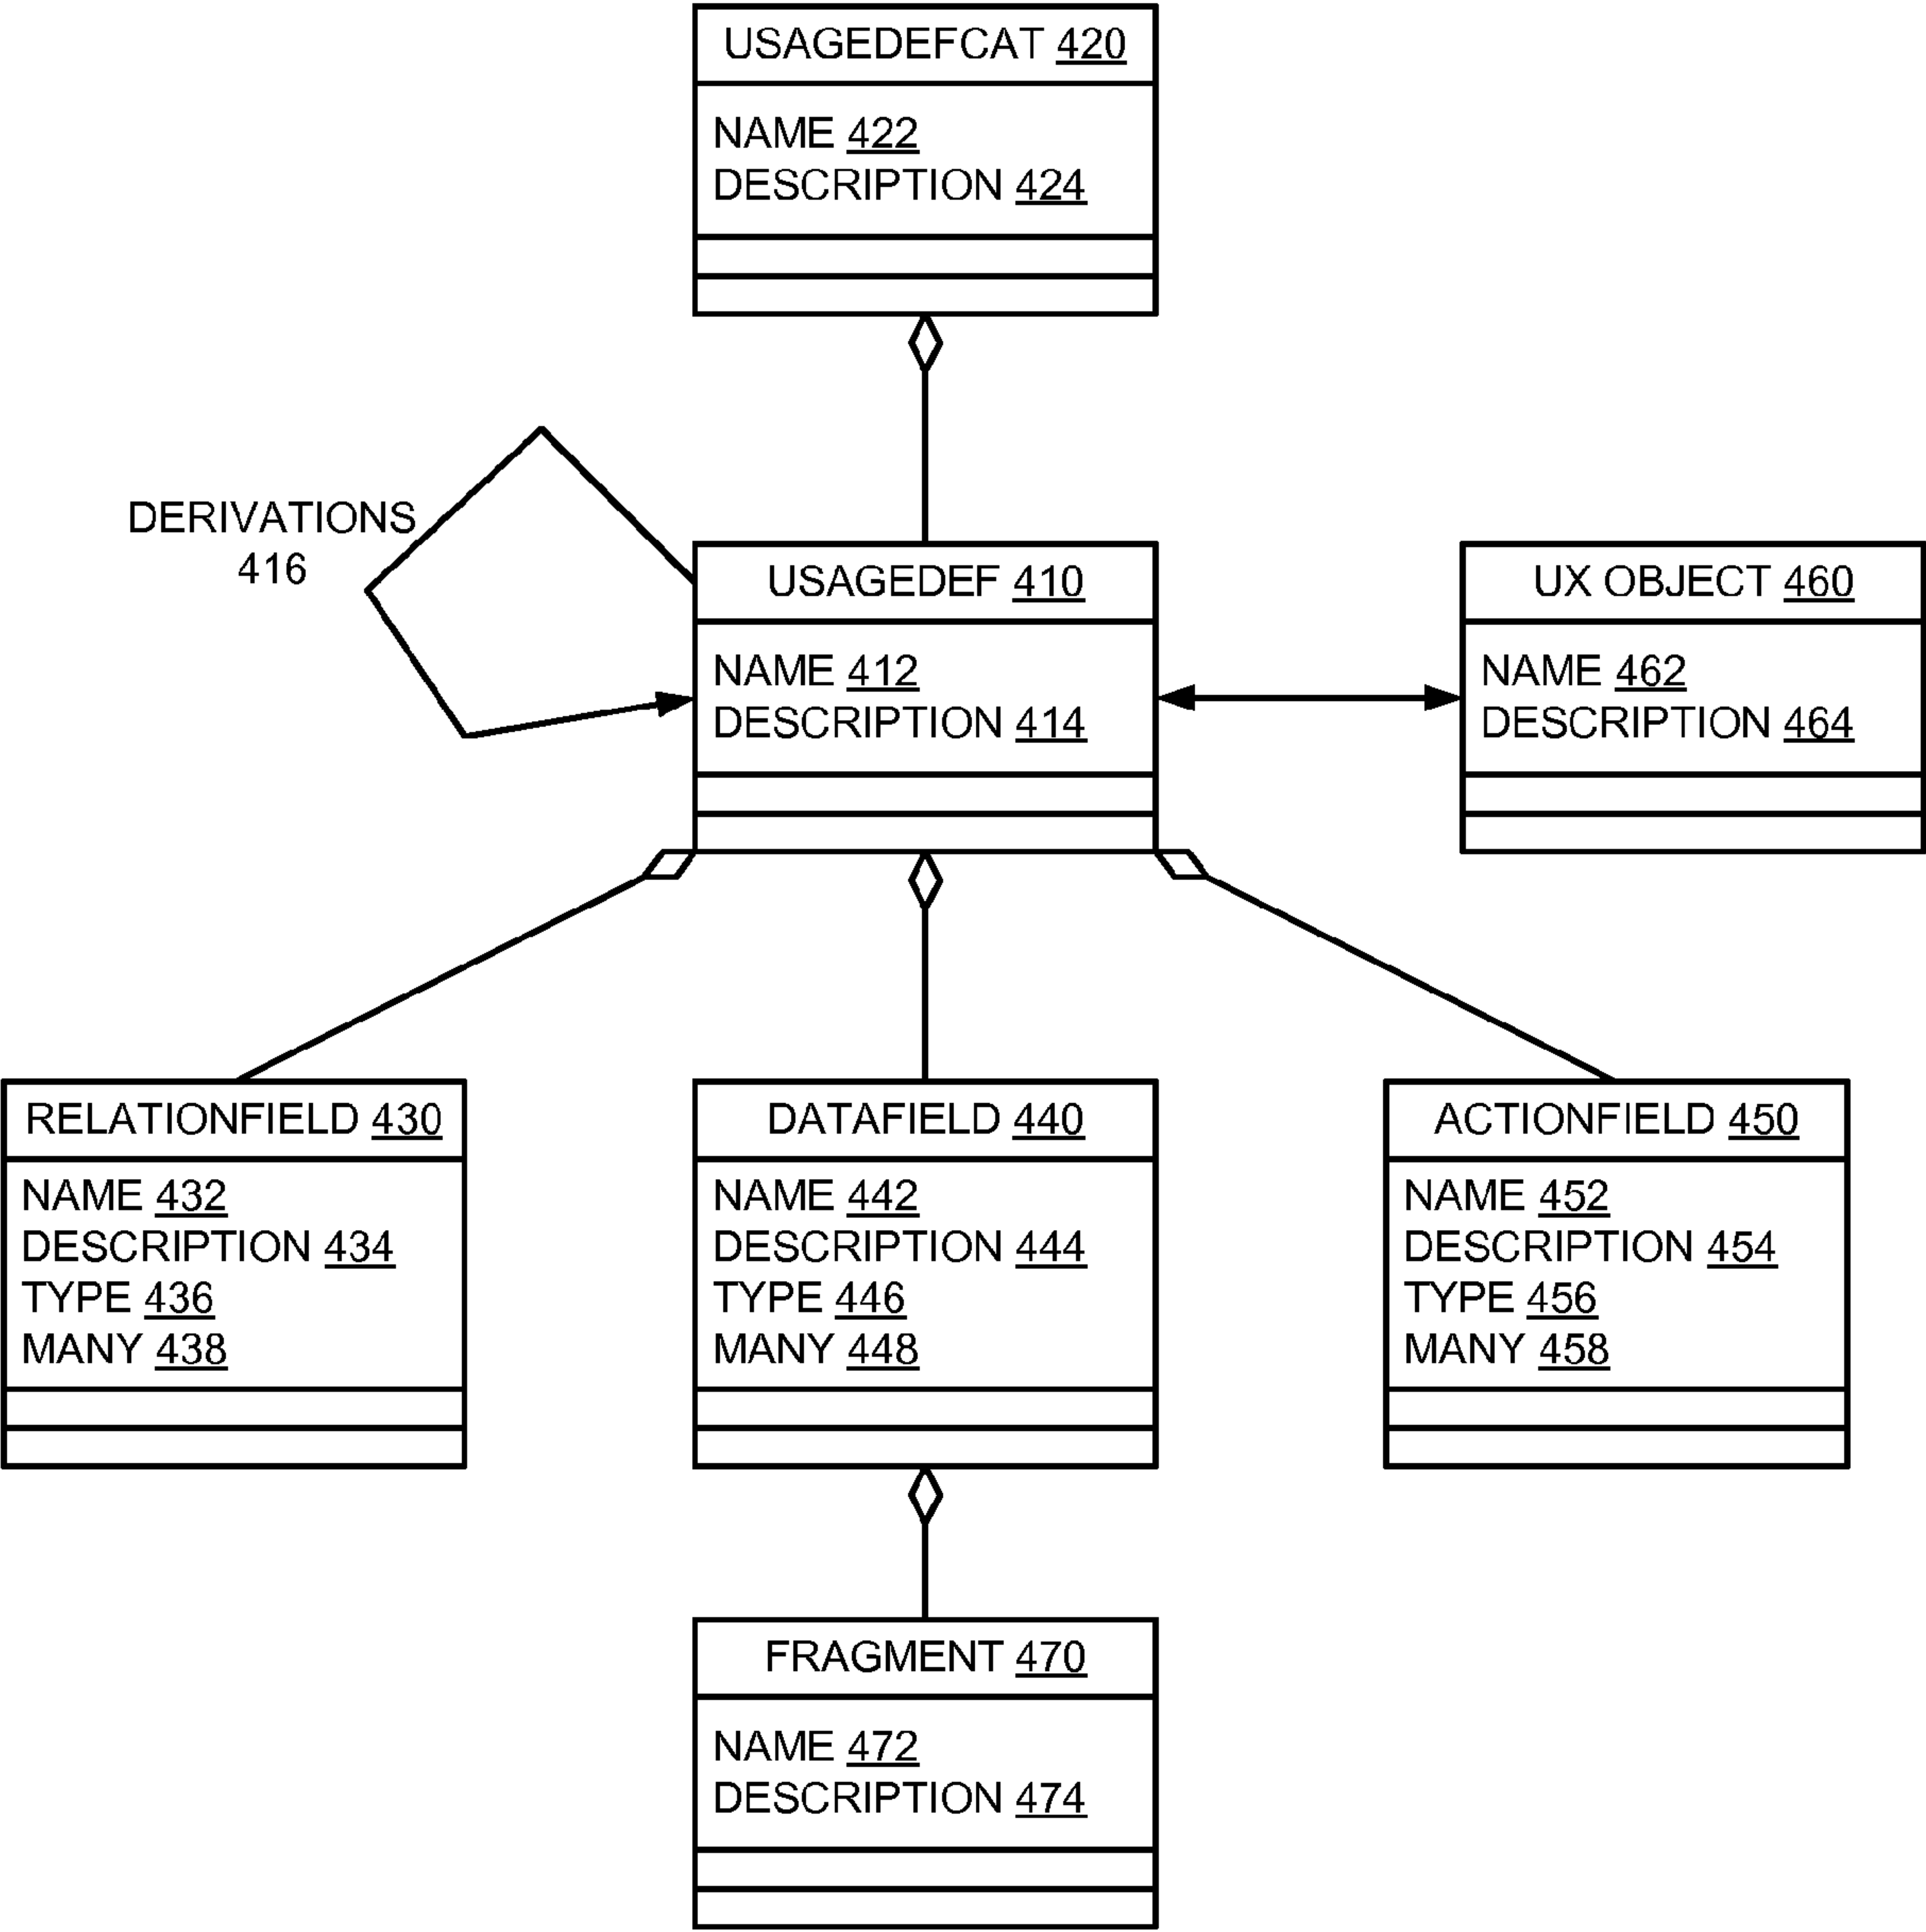 USAGEDEFCAT 420
NAME 422
DESCRIPTION 424
DERIVATIONS
416
USAGEDEF 410
NAME 412
DESCRIPTION 414
UX OBJECT 460
NAME 462
DESCRIPTION 464
RELATIONFIELD 430
NAME 432
DESCRIPTION 434
TYPE 436
MANY 438
DATAFIELD 440
NAME 442
DESCRIPTION 444
TYPE 446
MANY 448
ACTIONFIELD 450
NAME 452
DESCRIPTION 454
TYPE 456
MANY 458
FRAGMENT 470
NAME 472
DESCRIPTION 474